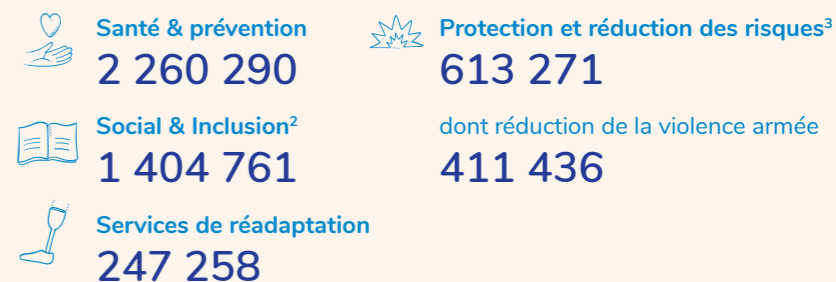 Santé & prévention
2 260 290
Social & Inclusion²
1 404 761
Services de réadaptation
247 258
Protection et réduction des risques³
613 271
dont réduction de la violence armée
411 436